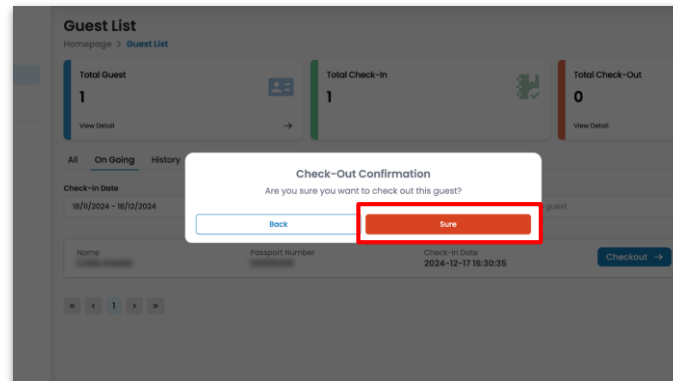 Guest List
Homepage > Guest List
Total Guest
1
View Detail →
Total Check-In
1
Total Check-Out
0
View Detail
All On Going History
Check-in Date
18/11/2024 - 18/12/2024
guest
Check-Out Confirmation
Are you sure you want to check out this guest?
Back Sure
Name Passport Number Check-in Date
2024-12-17 16:30:35
Checkout →
« < 1 > »